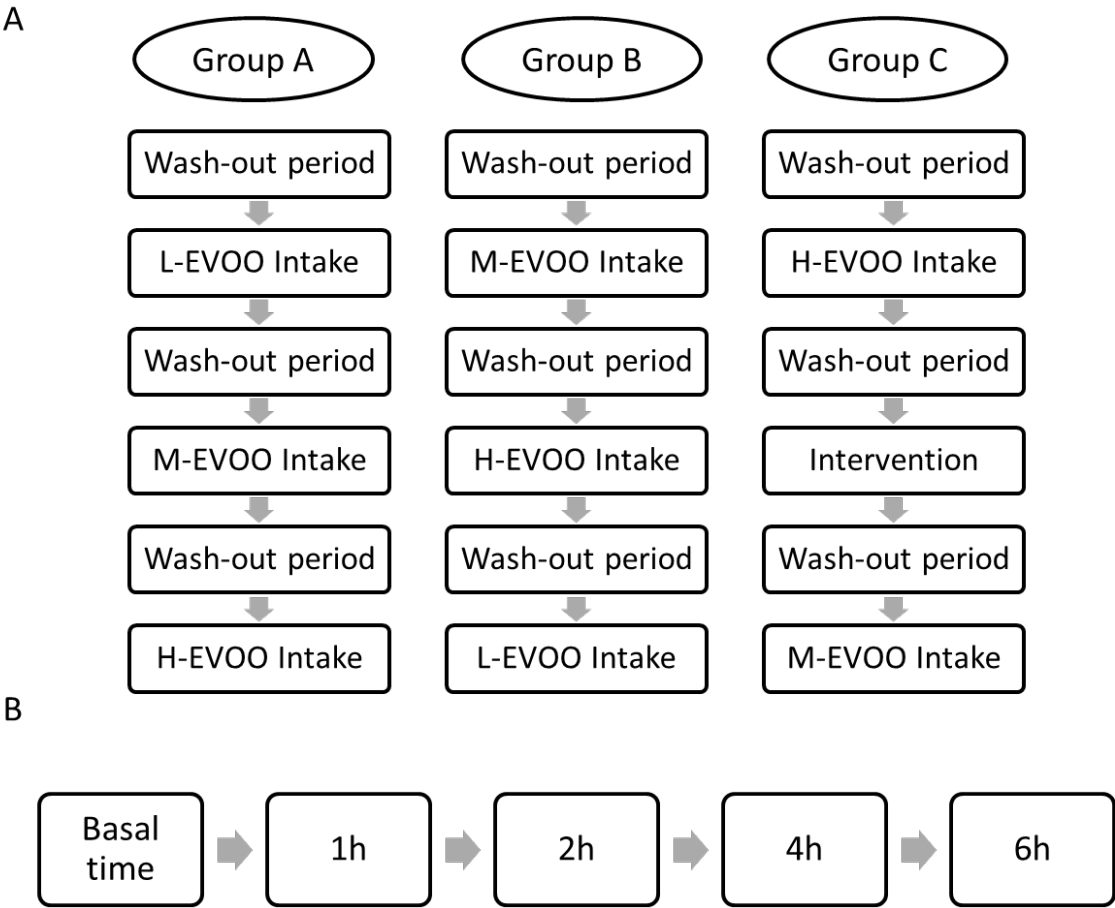 A
Group A
Group B
Group C
Wash-out period
Wash-out period
Wash-out period
L-EVOO Intake
M-EVOO Intake
H-EVOO Intake
Wash-out period
Wash-out period
Wash-out period
M-EVOO Intake
H-EVOO Intake
Intervention
Wash-out period
Wash-out period
Wash-out period
H-EVOO Intake
L-EVOO Intake
M-EVOO Intake
B
Basal
time
1h
2h
4h
6h